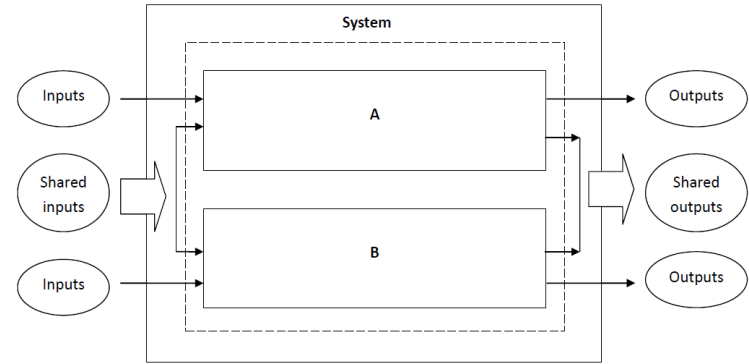 System
Inputs
A
Outputs
Shared
inputs
Shared
outputs
Inputs
B
Outputs